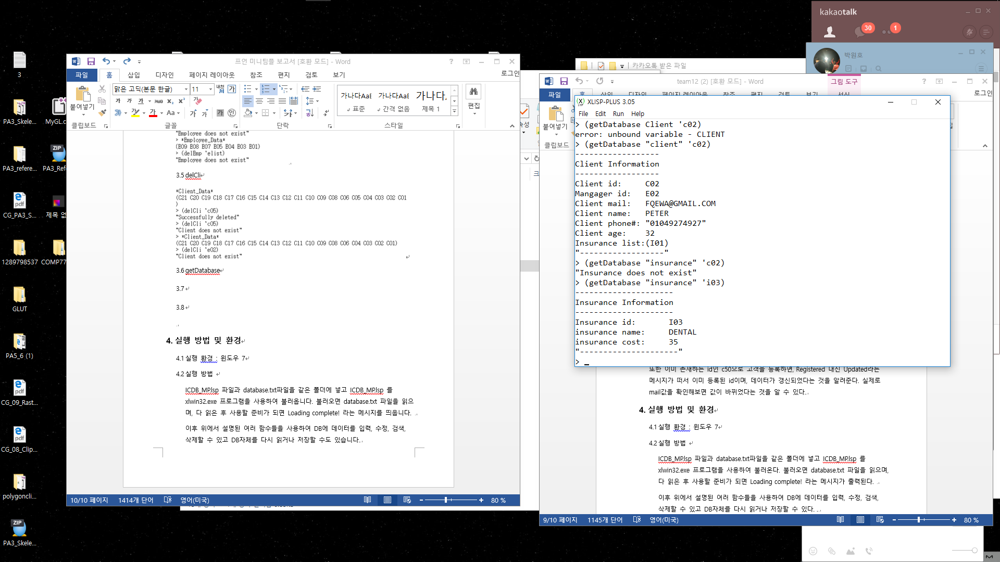 3
PA3_Skele...
MyGL.c
PA3_refere...
ZIP
PA3_Ref
pdf
CG_PA3_S...
제목 없
1289798537
COMP77
GLUT
PA5_6 (1)
pdf
CG_09_Rast...
pdf
CG_08_Clip...
polygoncli...
ZIP
PA3_Skele...
프언 미니팀플 보고서 [호환 모드] - Word
파일
홈
삽입
디자인
페이지 레이아웃
참조
편지
검토
보기
로그인
붙여넣기
클립보드
맑은 고딕(본문 한글)
11
글꼴
단락
가나다AaE
가나다AaE
가나다.
표준
간격 없음
제목 1
스타일
편집
"Employee does not exist"
> *Employee_Data*
(E09 E08 E07 E05 E04 E03 E01)
> (delEmp 'elist)
"Employee does not exist"
3.5 delCli
*Client_Data*
(C21 C20 C19 C18 C17 C16 C15 C14 C13 C12 C11 C10 C09 C08 C06 C05 C04 C03 C02 C01
)
> (delCli 'c05)
"Successfully deleted"
> (delCli 'c05)
"Client does not exist"
> *Client_Data*
(C21 C20 C19 C18 C17 C16 C15 C14 C13 C12 C11 C10 C09 C08 C06 C04 C03 C02 C01)
> (delCli 'e02)
"Client does not exist"
3.6 getDatabase
3.7
3.8
4. 실행 방법 및 환경
4.1 실행 환경 : 윈도우 7
4.2 실행 방법
ICDB_MP.lsp 파일과 database.txt파일을 같은 폴더에 넣고 ICDB_MP.lsp 를
xlwin32.exe 프로그램을 사용하여 불러옵니다. 불러오면 database.txt 파일을 읽으
며, 다 읽은 후 사용할 준비가 되면 Loading complete! 라는 메시지를 띄웁니다.
이후 위에서 설명된 여러 함수들을 사용하여 DB에 데이터를 입력, 수정, 검색,
삭제할 수 있고 DB자체를 다시 읽거나 저장할 수도 있습니다.
10/10 페이지
1414개 단어
영어(미국)
80 %
카카오톡 받은 파일
속성
kakaotalk
30
1
박원호
team12 (2) [호환 모드] - Word
그림 도구
파일
로그인
붙여넣기
클립보드
XLISP-PLUS 3.05
File Edit Run Help
> (getDatabase Client 'c02)
error: unbound variable - CLIENT
> (getDatabase "client" 'c02)
------------------
Client Information
------------------
Client id: C02
Mangager id: E02
Client mail: FQEWA@GMAIL.COM
Client name: PETER
Client phone#: "01049274927"
Client age: 32
Insurance list:(I01)
"------------------"
> (getDatabase "insurance" 'c02)
"Insurance does not exist"
> (getDatabase "insurance" 'i03)
---------------------
Insurance Information
---------------------
Insurance id: I03
insurance name: DENTAL
insurance cost: 35
"---------------------"
> _
또한 이미 존재하는 id인 c50으로 고객을 등록하면, Registered 대신 Updated라는
메시지가 떠서 이미 등록된 id이며, 데이터가 갱신되었다는 것을 알려준다. 실제로
mail값을 확인해보면 값이 바뀌었다는 것을 알 수 있다.
4. 실행 방법 및 환경
4.1 실행 환경 : 윈도우 7
4.2 실행 방법
ICDB_MP.lsp 파일과 database.txt파일을 같은 폴더에 넣고 ICDB_MP.lsp 를
xlwin32.exe 프로그램을 사용하여 불러온다. 불러오면 database.txt 파일을 읽으며,
다 읽은 후 사용할 준비가 되면 Loading complete! 라는 메시지가 출력된다.
이후 위에서 설명된 여러 함수들을 사용하여 DB에 데이터를 입력, 수정, 검색,
삭제할 수 있고 DB자체를 다시 읽거나 저장할 수 있다.
9/10 페이지
1145개 단어
영어(미국)
80 %